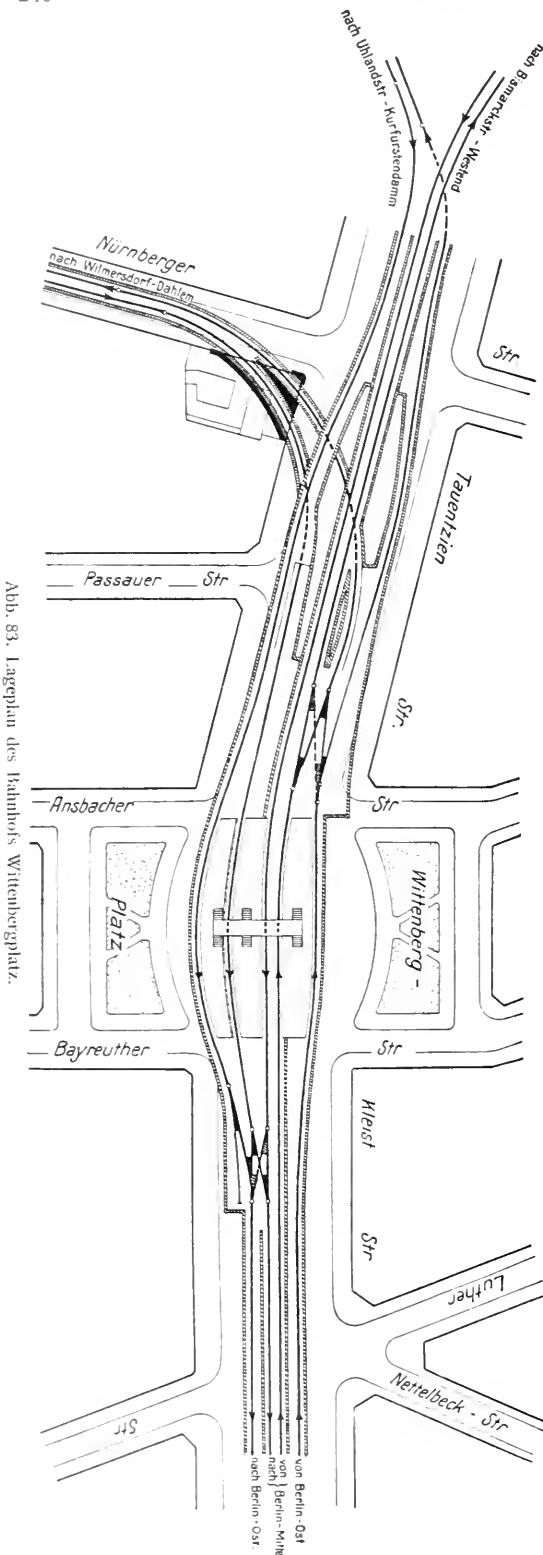 nach Uhlandstr - Kurfürstendamm
nach Bismarckstr - Westend
Nürnberger
nach Wilmersdorf-Dahlem
Str
Tauentzien
Str.
Passauer Str
Ansbacher
Str
Platz
Wittenberg -
Bayreuther
Str
Kleist
Str
Luther
Nettelbeck - Str
Str
von Berlin-Ost
von } Berlin-Mitte
nach
nach Berlin-Ost.
Abb. 83. Lageplan des Bahnhofs Wittenbergplatz.